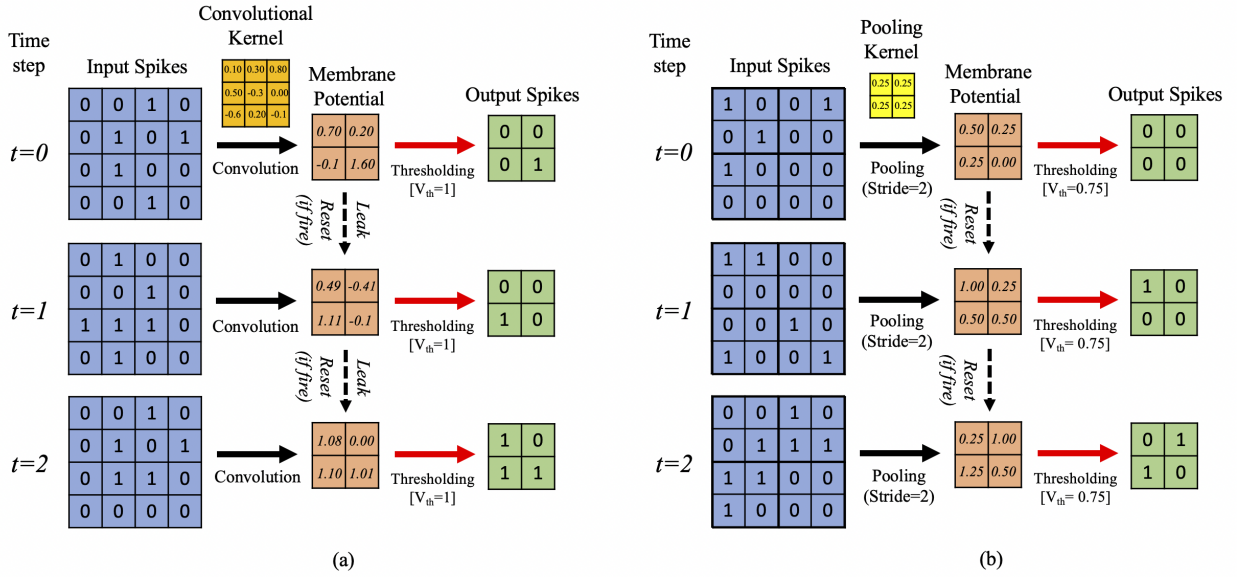 Time
step
Input Spikes
Convolutional
Kernel
0.10 0.30 0.80
0.50 -0.3 0.00
-0.6 0.20 -0.1
Membrane
Potential
Output Spikes
t=0
0 0 1 0
0 1 0 1
0 1 0 0
0 0 1 0
Convolution
0.70 0.20
-0.1 1.60
Thresholding
[Vth=1]
0 0
0 1
Reset
(if fire)
Leak
t=1
0 1 0 0
0 0 1 0
1 1 1 0
0 1 0 0
Convolution
0.49 -0.41
1.11 -0.1
Thresholding
[Vth=1]
0 0
1 0
Reset
(if fire)
Leak
t=2
0 0 1 0
0 1 0 1
0 1 1 0
0 0 0 0
Convolution
1.08 0.00
1.10 1.01
Thresholding
[Vth=1]
1 0
1 1
(a)
Time
step
Input Spikes
Pooling
Kernel
0.25 0.25
0.25 0.25
Membrane
Potential
Output Spikes
t=0
1 0 0 1
0 1 0 0
1 0 0 0
0 0 0 0
Pooling
(Stride=2)
0.50 0.25
0.25 0.00
Thresholding
[Vth=0.75]
0 0
0 0
Reset
(if fire)
t=1
1 1 0 0
0 0 0 0
0 0 1 0
1 0 0 1
Pooling
(Stride=2)
1.00 0.25
0.50 0.50
Thresholding
[Vth= 0.75]
1 0
0 0
Reset
(if fire)
t=2
0 0 1 0
0 1 1 1
1 1 0 0
1 0 0 0
Pooling
(Stride=2)
0.25 1.00
1.25 0.50
Thresholding
[Vth= 0.75]
0 1
1 0
(b)